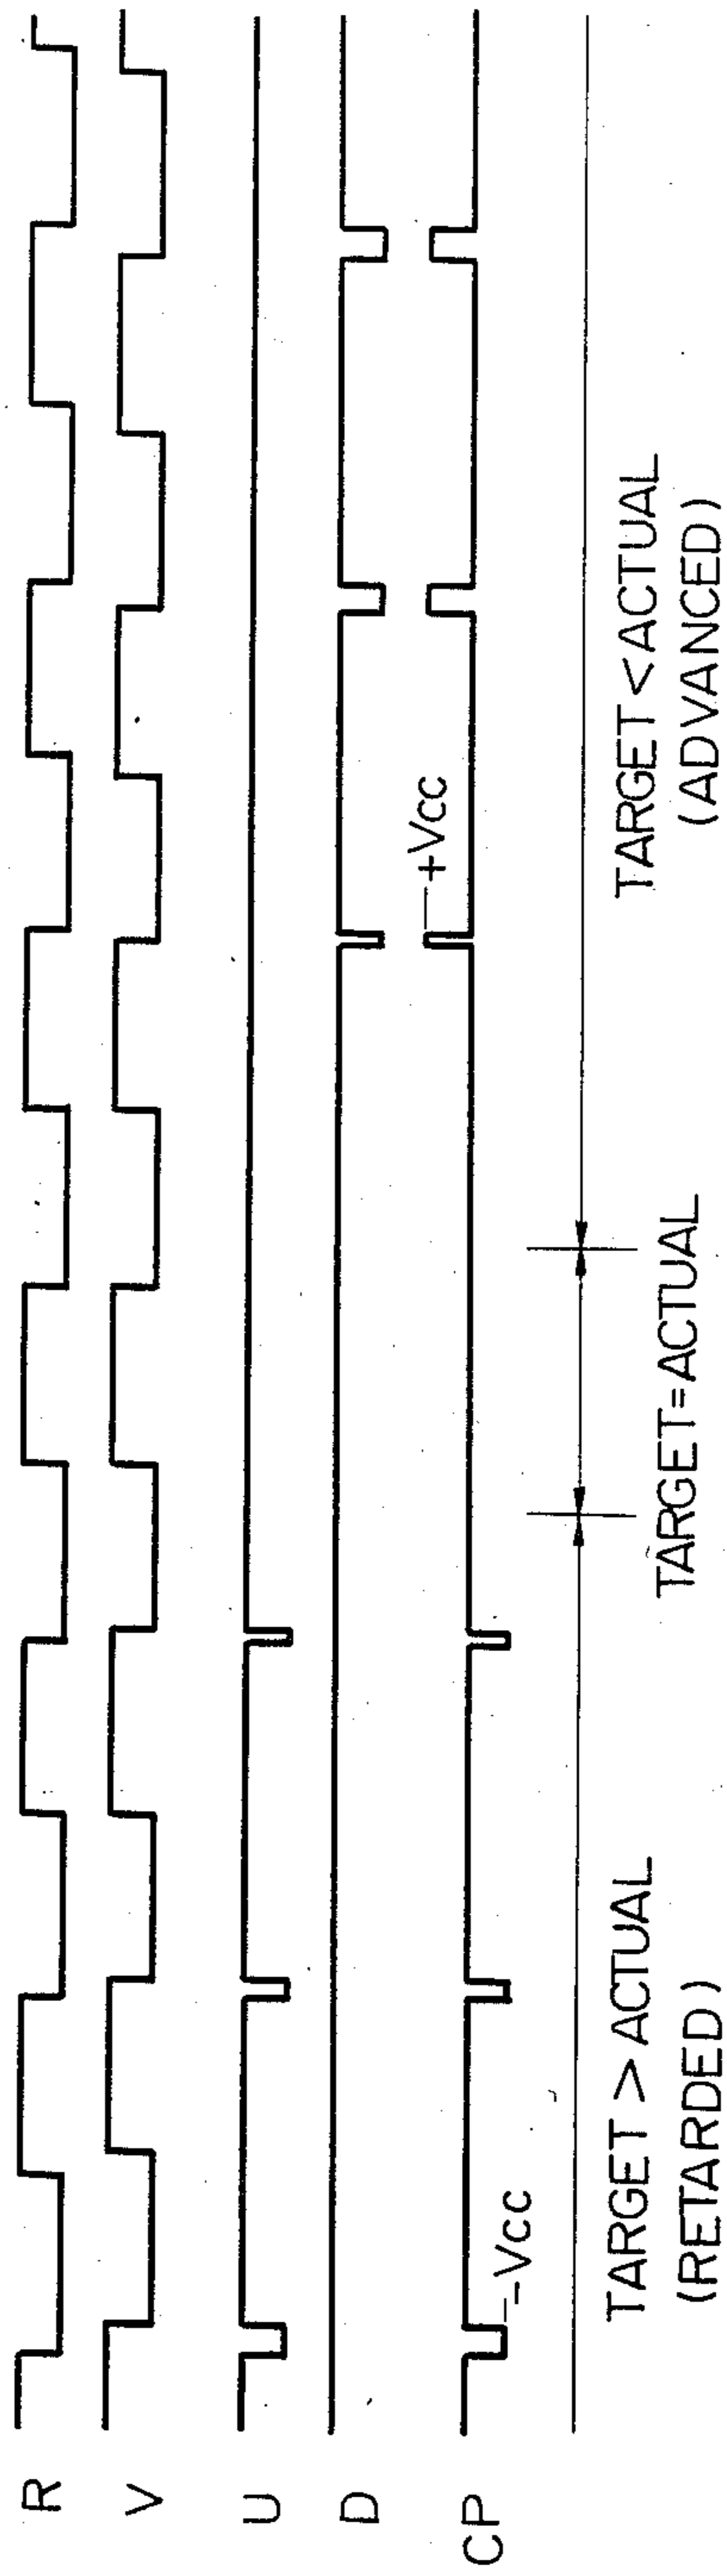 R
V
U
D
CP
-Vcc
+Vcc
TARGET > ACTUAL
(RETARDED)
TARGET=ACTUAL
TARGET < ACTUAL
(ADVANCED)